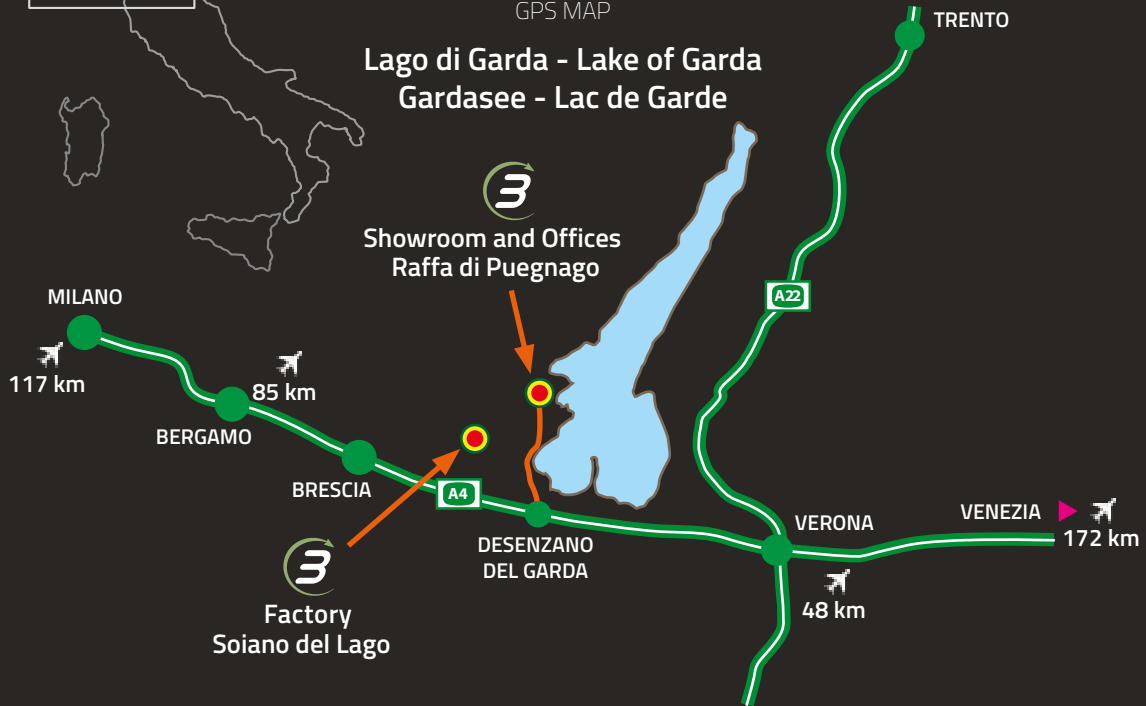 GPS MAP
Lago di Garda - Lake of Garda
Gardasee - Lac de Garde
TRENTO
3
Showroom and Offices
Raffa di Puegnago
A22
MILANO
117 km
85 km
BERGAMO
BRESCIA
A4
DESENZANO
DEL GARDA
VERONA
VENEZIA
172 km
48 km
3
Factory
Soiano del Lago